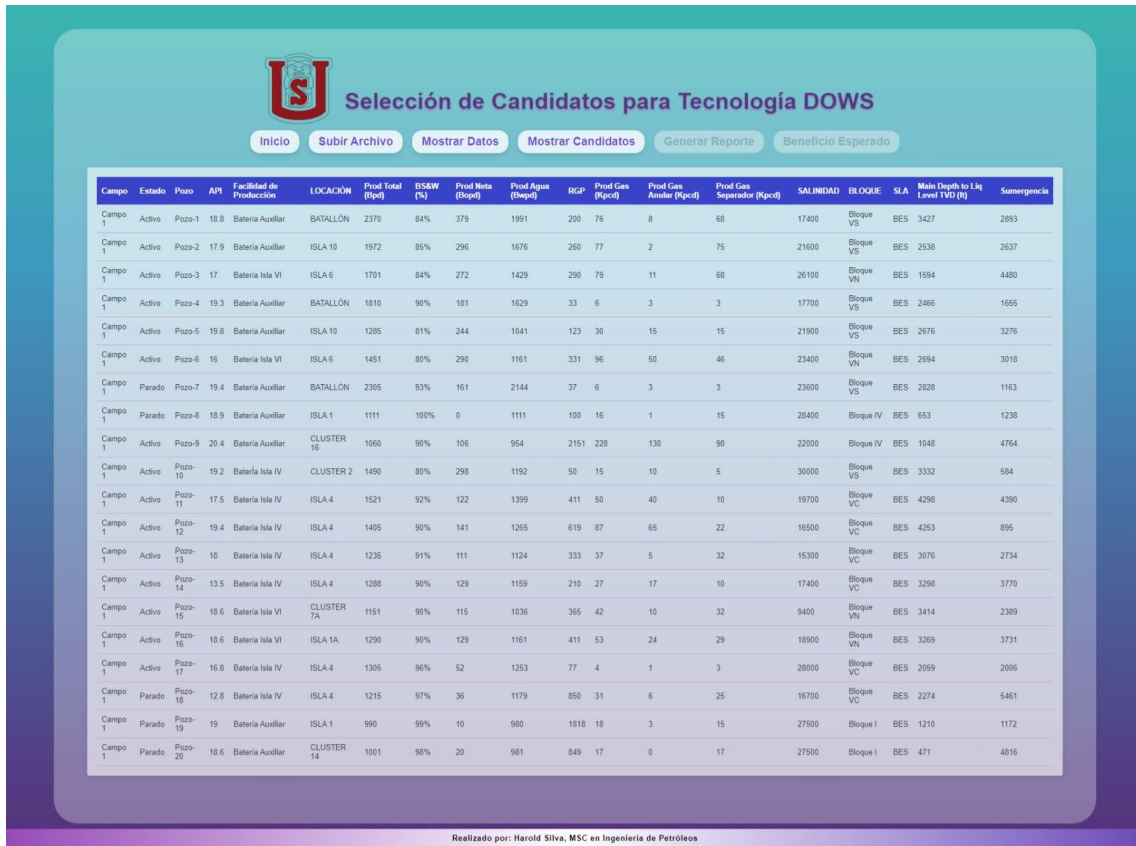 Selección de Candidatos para Tecnología DOWS
Inicio Subir Archivo Mostrar Datos Mostrar Candidatos Generar Reporte Beneficio Esperado
Campo Estado Pozo API Facilidad de Producción LOCACIÓN Prod Total (Bpd) BS&W (%) Prod Neta (Bopd) Prod Agua (Bwpd) RGP Prod Gas (Kpcd) Prod Gas Anular (Kpcd) Prod Gas Separador (Kpcd) SALINIDAD BLOQUE SLA Main Depth to Liq Level TVD (ft) Sumergencia
Campo 1 Activo Pozo-1 18.8 Batería Auxiliar BATALLÓN 2370 84% 379 1991 200 76 8 68 17400 Bloque VS BES 3427 2893
Campo 1 Activo Pozo-2 17.9 Batería Auxiliar ISLA 10 1972 85% 296 1676 260 77 2 75 21600 Bloque VS BES 2538 2637
Campo 1 Activo Pozo-3 17 Batería Isla VI ISLA 6 1701 84% 272 1429 290 79 11 68 26100 Bloque VN BES 1594 4480
Campo 1 Activo Pozo-4 19.3 Batería Auxiliar BATALLÓN 1810 90% 181 1629 33 6 3 3 17700 Bloque VS BES 2466 1655
Campo 1 Activo Pozo-5 19.8 Batería Auxiliar ISLA 10 1285 81% 244 1041 123 30 15 15 21900 Bloque VS BES 2676 3276
Campo 1 Activo Pozo-6 16 Batería Isla VI ISLA 6 1451 80% 290 1161 331 96 50 46 23400 Bloque VN BES 2694 3018
Campo 1 Parado Pozo-7 19.4 Batería Auxiliar BATALLÓN 2305 93% 161 2144 37 6 3 3 23600 Bloque VS BES 2828 1163
Campo 1 Parado Pozo-8 18.9 Batería Auxiliar ISLA 1 1111 100% 0 1111 100 16 1 15 28400 Bloque IV BES 653 1238
Campo 1 Activo Pozo-9 20.4 Batería Auxiliar CLUSTER 16 1060 90% 106 954 2151 228 130 98 22000 Bloque IV BES 1048 4764
Campo 1 Activo Pozo-10 19.2 Batería Isla IV CLUSTER 2 1490 80% 298 1192 50 15 10 5 30000 Bloque VS BES 3332 584
Campo 1 Activo Pozo-11 17.5 Batería Isla IV ISLA 4 1521 92% 122 1399 411 50 40 10 19700 Bloque VC BES 4298 4390
Campo 1 Activo Pozo-12 19.4 Batería Isla IV ISLA 4 1405 90% 141 1265 619 87 65 22 16500 Bloque VC BES 4253 895
Campo 1 Activo Pozo-13 18 Batería Isla IV ISLA 4 1235 91% 111 1124 333 37 5 32 15300 Bloque VC BES 3076 2734
Campo 1 Activo Pozo-14 13.5 Batería Isla IV ISLA 4 1288 90% 129 1159 210 27 17 10 17400 Bloque VC BES 3298 3770
Campo 1 Activo Pozo-15 18.6 Batería Isla VI CLUSTER 7A 1151 90% 115 1036 365 42 10 32 9400 Bloque VN BES 3414 2389
Campo 1 Activo Pozo-16 18.6 Batería Isla VI ISLA 1A 1290 90% 129 1161 411 53 24 29 18900 Bloque VN BES 3269 3731
Campo 1 Activo Pozo-17 16.8 Batería Isla IV ISLA 4 1305 96% 52 1253 77 4 1 3 28000 Bloque VC BES 2059 2006
Campo 1 Parado Pozo-18 12.8 Batería Isla IV ISLA 4 1215 97% 36 1179 850 31 6 25 16700 Bloque VC BES 2274 5461
Campo 1 Parado Pozo-19 19 Batería Auxiliar ISLA 1 990 99% 10 980 1818 18 3 15 27500 Bloque I BES 1210 1172
Campo 1 Parado Pozo-20 18.6 Batería Auxiliar CLUSTER 14 1001 98% 20 981 849 17 0 17 27500 Bloque I BES 471 4816
Realizado por: Harold Silva, MSC en Ingeniería de Petróleos